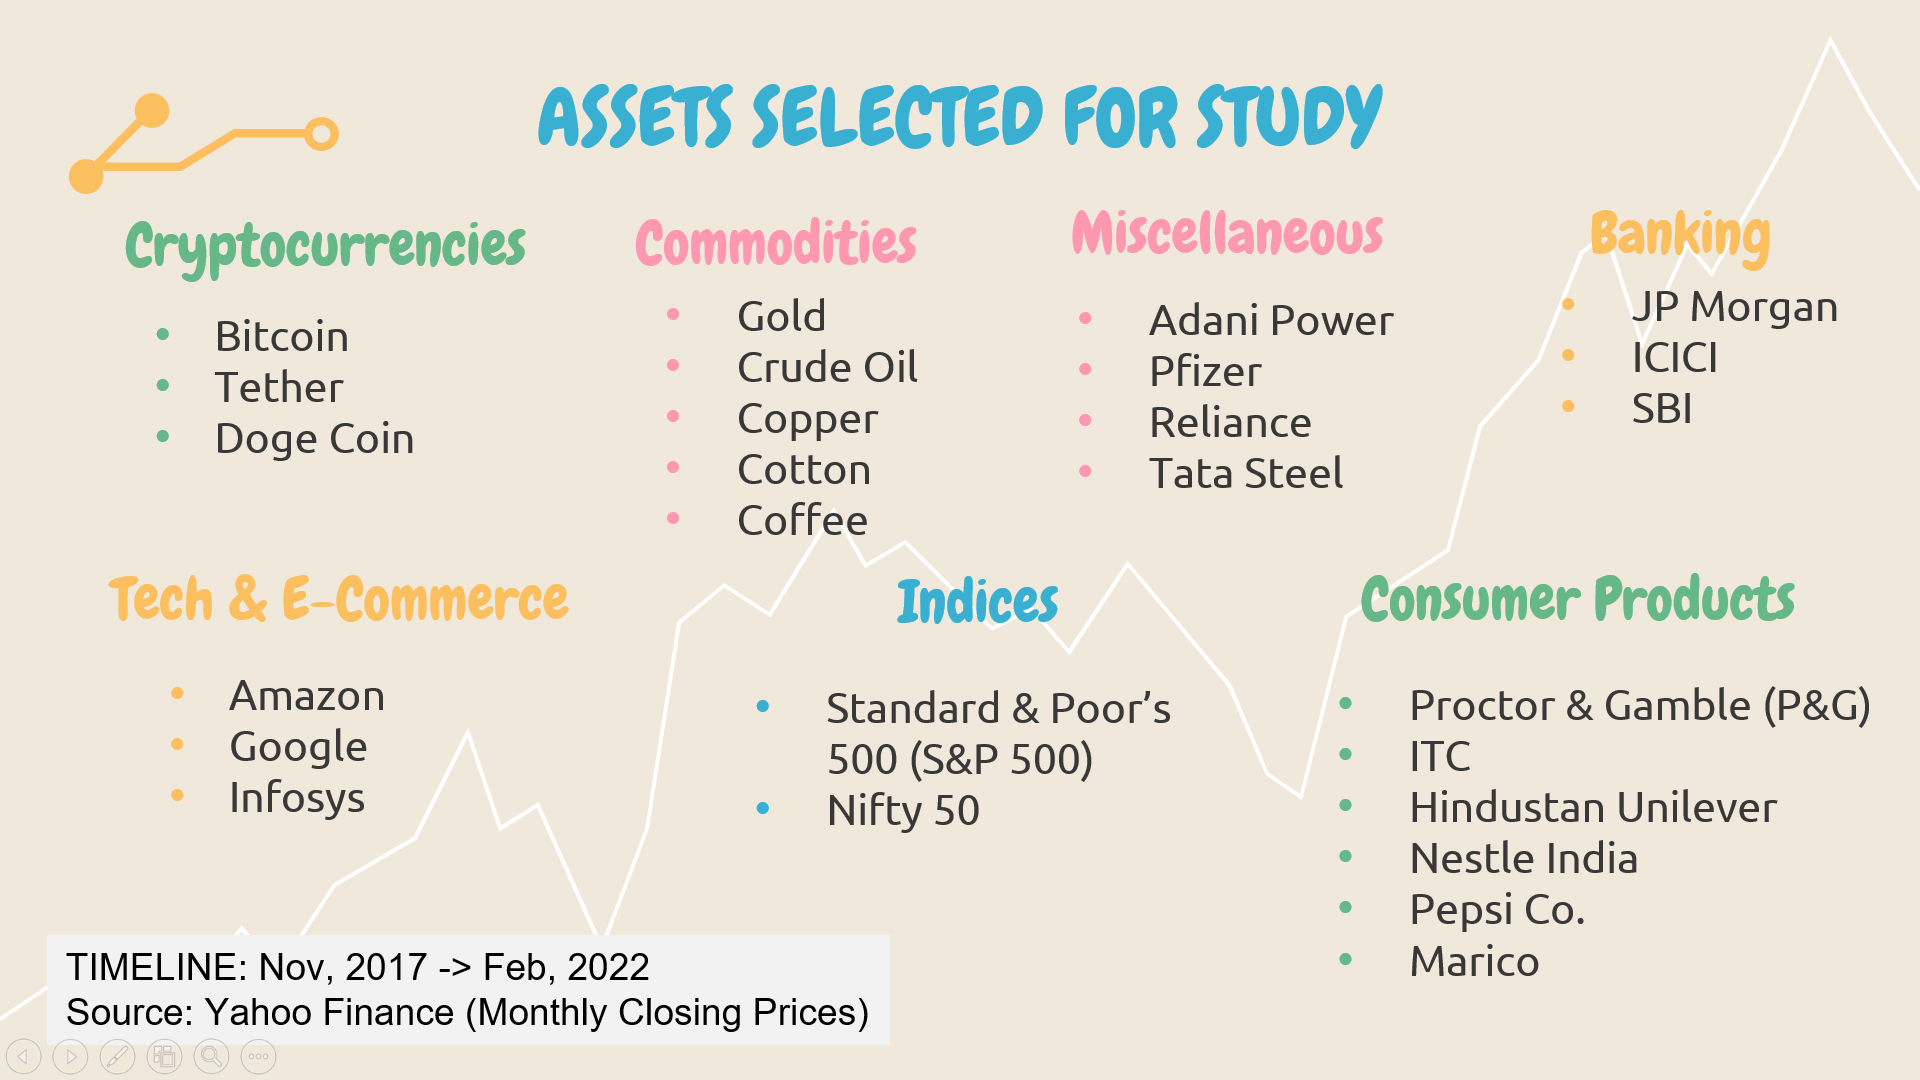 ASSETS SELECTED FOR STUDY
Cryptocurrencies
Bitcoin
Tether
Doge Coin
Commodities
Gold
Crude Oil
Copper
Cotton
Coffee
Miscellaneous
Adani Power
Pfizer
Reliance
Tata Steel
Banking
JP Morgan
ICICI
SBI
Tech & E-Commerce
Amazon
Google
Infosys
Indices
Standard & Poor’s
500 (S&P 500)
Nifty 50
Consumer Products
Proctor & Gamble (P&G)
ITC
Hindustan Unilever
Nestle India
Pepsi Co.
Marico
TIMELINE: Nov, 2017 -> Feb, 2022
Source: Yahoo Finance (Monthly Closing Prices)